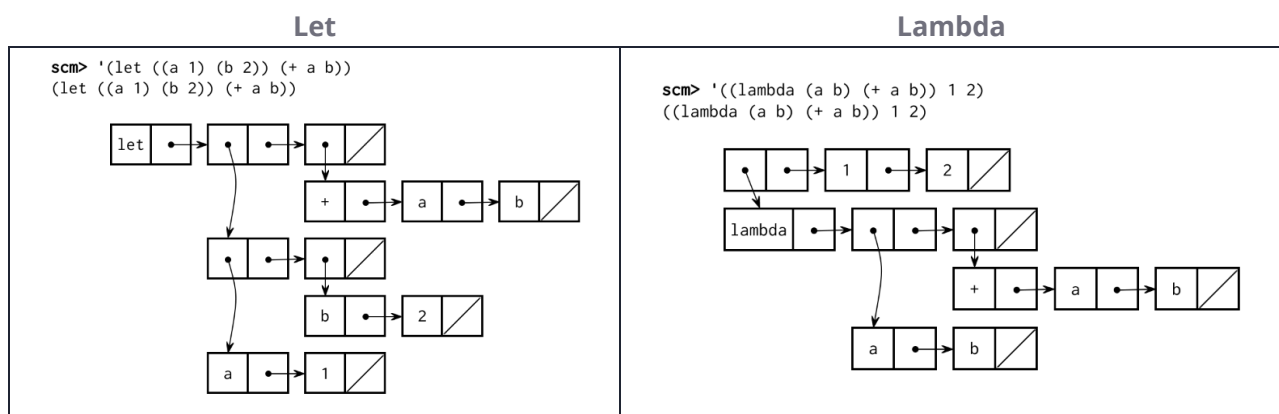 Let
scm> '(let ((a 1) (b 2)) (+ a b))
(let ((a 1) (b 2)) (+ a b))
let
+ a b
b 2
a 1
Lambda
scm> '((lambda (a b) (+ a b)) 1 2)
((lambda (a b) (+ a b)) 1 2)
1 2
lambda
+ a b
a b